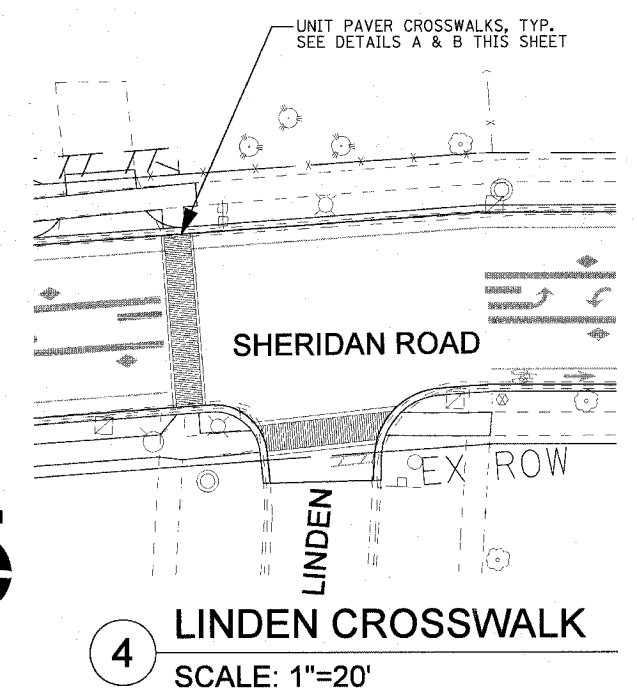 UNIT PAVER CROSSWALKS, TYP.
SEE DETAILS A & B THIS SHEET
SHERIDAN ROAD
EX ROW
LINDEN
4
LINDEN CROSSWALK
SCALE: 1"=20'